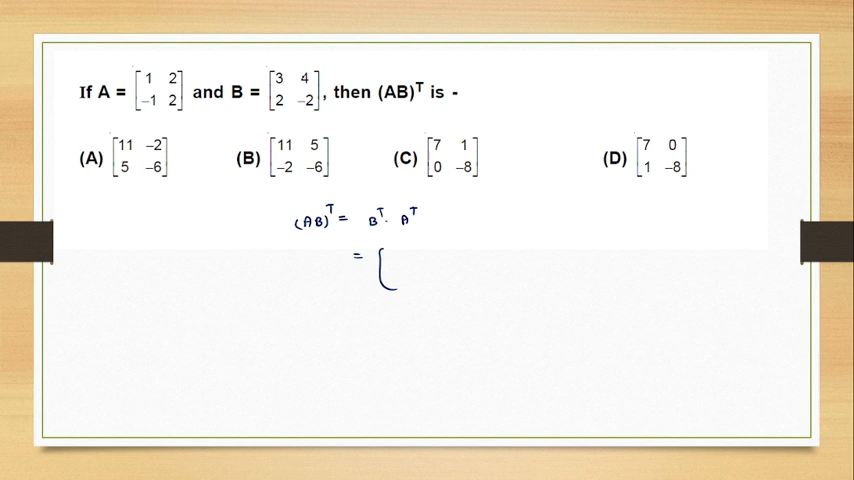 If A = [1 2 −1 2] and B = [3 4 2 −2], then (AB)ᵀ is -
(A) [11 −2 5 −6] (B) [11 5 −2 −6] (C) [7 1 0 −8] (D) [7 0 1 −8]
(AB)ᵀ = Bᵀ. Aᵀ
= [